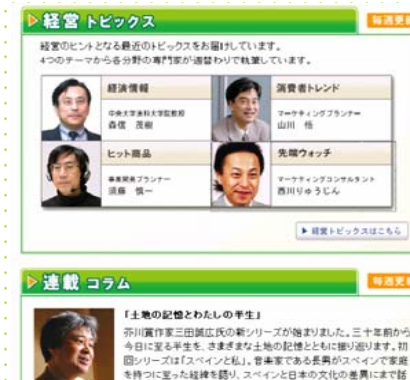 経営 トピックス
毎週更新
経営のヒントとなる最近のトピックスをお届けしています。
4つのテーマから各分野の専門家が週替わりで執筆しています。
経済情報
中央大学法科大学院教授
森信 茂樹
消費者トレンド
マーケティングプランナー
山川 悟
ヒット商品
事業開発プランナー
須藤 慎一
先端ウォッチ
マーケティングコンサルタント
西川りゅうじん
経営トピックスはこちら
連載 コラム
毎週更新
「土地の記憶とわたしの半生」
芥川賞作家三田誠広氏の新シリーズが始まりました。三十年前から
今日に至る半生を、さまざまな土地の記憶とともに振り返ります。初
回シリーズは「スペインと私」。音楽家である長男がスペインで家庭
を持つに至った経緯を語り、スペインと日本の文化の差異にまで話